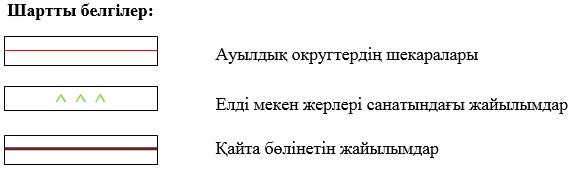 Шартты белгілер:
Ауылдық округтердің шекаралары
Елді мекен жерлері санатындағы жайылымдар
Қайта бөлінетін жайылымдар